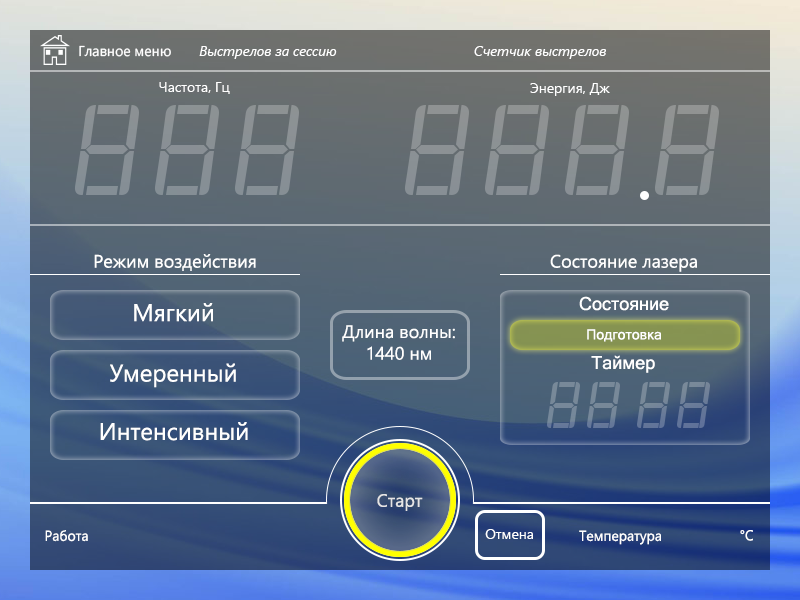 Главное меню
Выстрелов за сессию
Счетчик выстрелов
Частота, Гц
Энергия, Дж
Режим воздействия
Состояние лазера
Мягкий
Умеренный
Интенсивный
Длина волны:
1440 нм
Состояние
Подготовка
Таймер
Старт
Работа
Отмена
Температура
°C